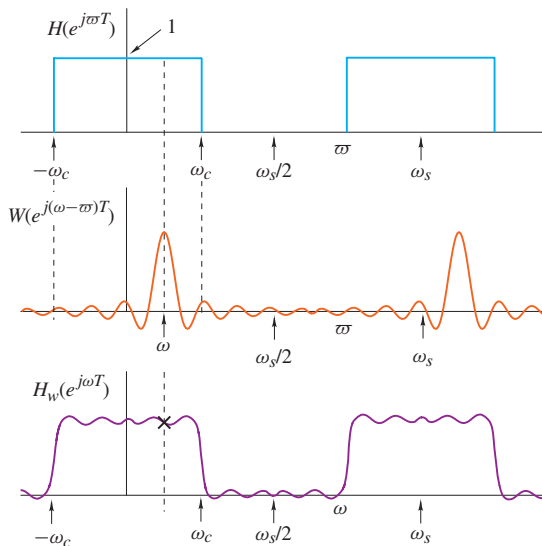 H(e^{jϖT})
1
−ω_c
ω_c
ω_s/2
ϖ
ω_s
W(e^{j(ω−ϖ)T})
ω
ω_s/2
ϖ
ω_s
H_w(e^{jωT})
−ω_c
ω_c
ω_s/2
ω
ω_s